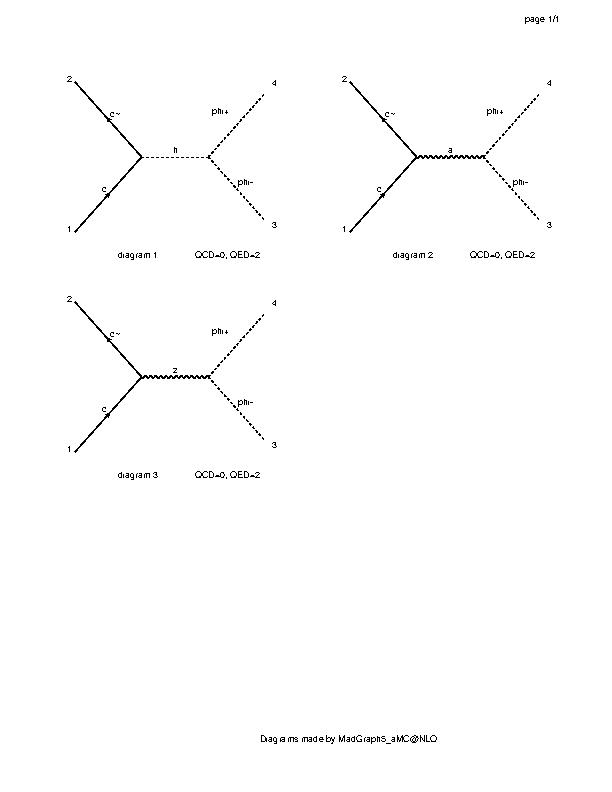 page 1/1
2
4
c~
phi+
h
c
phi-
1
3
diagram 1 QCD=0, QED=2
2
4
c~
phi+
a
c
phi-
1
3
diagram 2 QCD=0, QED=2
2
4
c~
phi+
z
c
phi-
1
3
diagram 3 QCD=0, QED=2
Diagrams made by MadGraph5_aMC@NLO